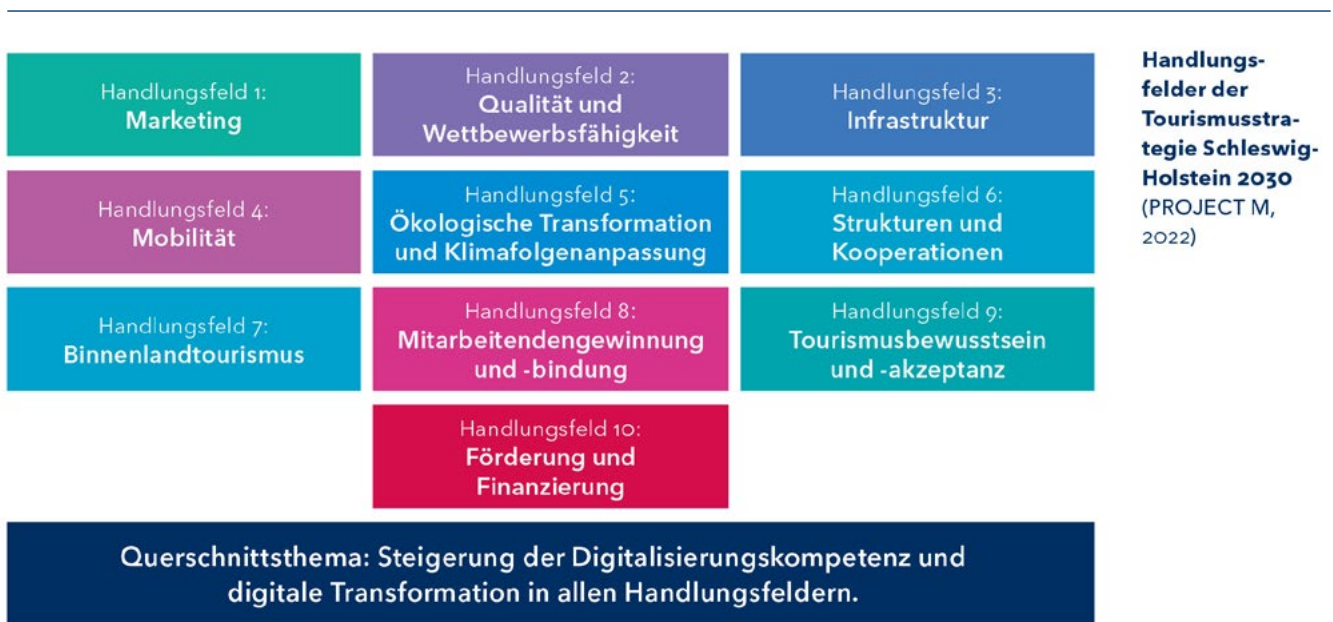 Handlungsfeld 1:
Marketing
Handlungsfeld 2:
Qualität und
Wettbewerbsfähigkeit
Handlungsfeld 3:
Infrastruktur
Handlungsfeld 4:
Mobilität
Handlungsfeld 5:
Ökologische Transformation
und Klimafolgenanpassung
Handlungsfeld 6:
Strukturen und
Kooperationen
Handlungsfeld 7:
Binnenlandtourismus
Handlungsfeld 8:
Mitarbeitendengewinnung
und -bindung
Handlungsfeld 9:
Tourismusbewusstsein
und -akzeptanz
Handlungsfeld 10:
Förderung und
Finanzierung
Querschnittsthema: Steigerung der Digitalisierungskompetenz und
digitale Transformation in allen Handlungsfeldern.
Handlungs-
felder der
Tourismusstra-
tegie Schleswig-
Holstein 2030
(PROJECT M,
2022)